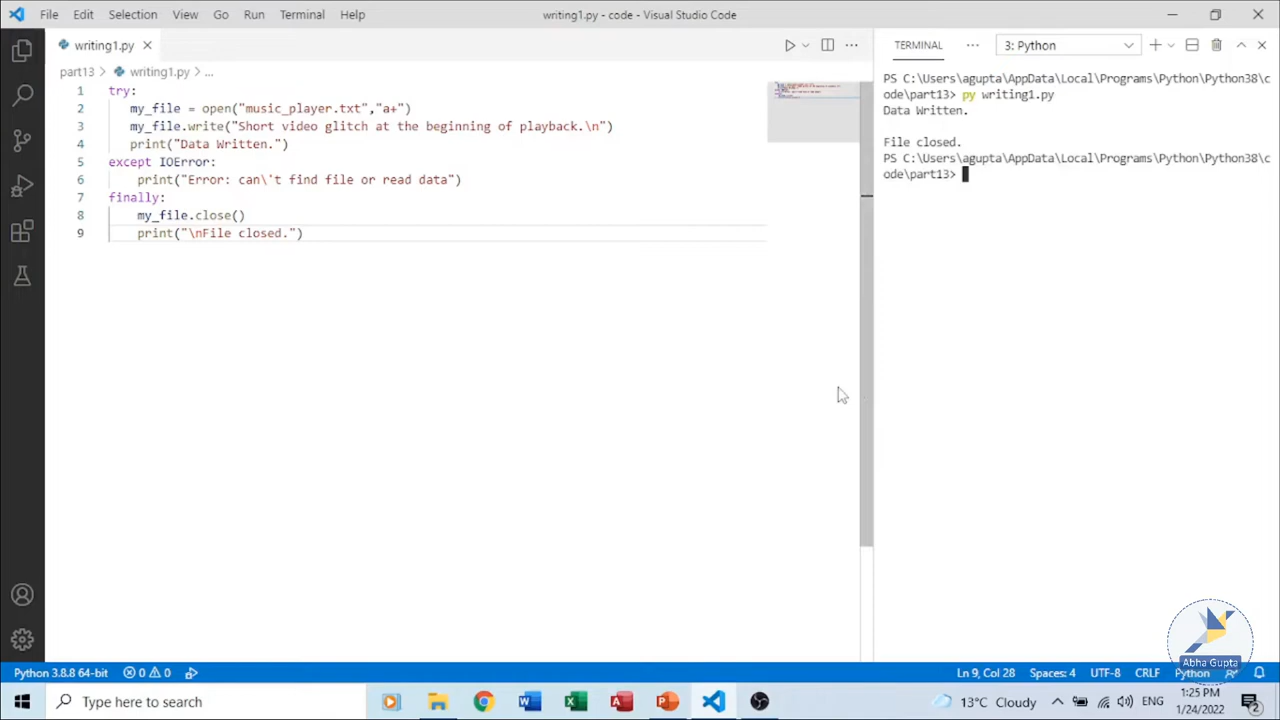 File Edit Selection View Go Run Terminal Help writing1.py - code - Visual Studio Code
writing1.py
TERMINAL 3: Python
part13 > writing1.py > ...
1 try:
2 my_file = open("music_player.txt","a+")
3 my_file.write("Short video glitch at the beginning of playback.\n")
4 print("Data Written.")
5 except IOError:
6 print("Error: can\'t find file or read data")
7 finally:
8 my_file.close()
9 print("\nFile closed.")
PS C:\Users\agupta\AppData\Local\Programs\Python\Python38\c
ode\part13> py writing1.py
Data Written.
File closed.
PS C:\Users\agupta\AppData\Local\Programs\Python\Python38\c
ode\part13>
Abha Gupta
Python 3.8.8 64-bit 0 0 Ln 9, Col 28 Spaces: 4 UTF-8 CRLF Python
Type here to search
13°C Cloudy ENG
1:25 PM
1/24/2022
2